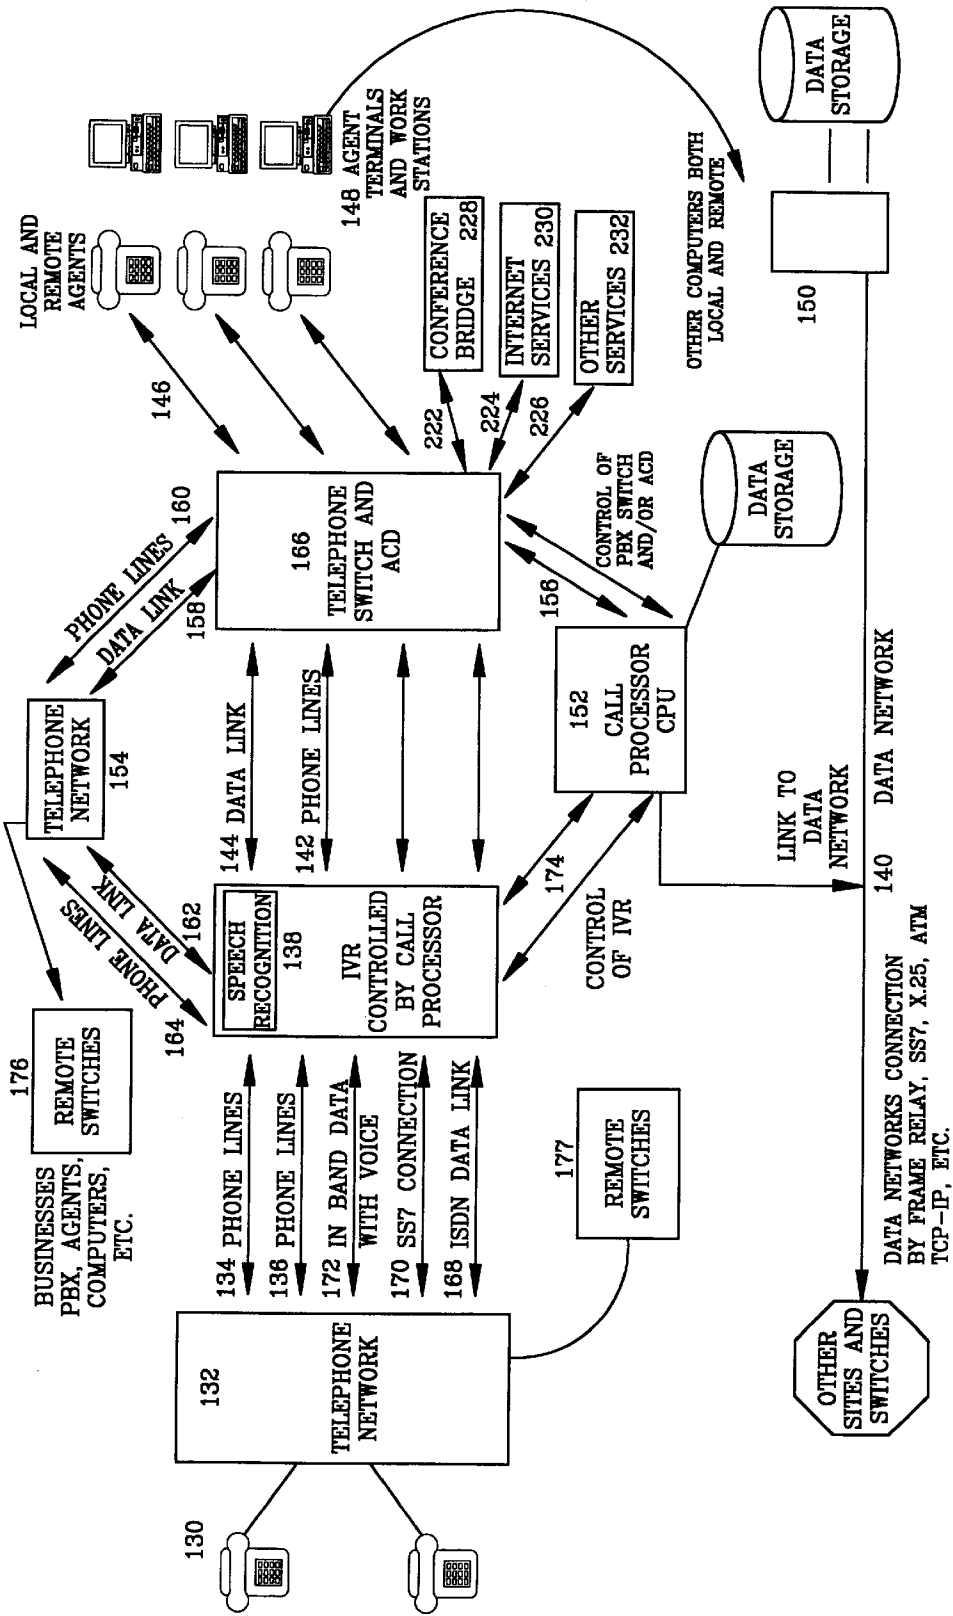 130
132
TELEPHONE
NETWORK
BUSINESSES
PBX, AGENTS,
COMPUTERS,
ETC.
176
REMOTE
SWITCHES
134 PHONE LINES
136 PHONE LINES
172 IN BAND DATA
WITH VOICE
170 SS7 CONNECTION
168 ISDN DATA LINK
177
REMOTE
SWITCHES
164
PHONE LINES
DATA LINK
162
SPEECH
RECOGNITION
138
IVR
CONTROLLED
BY CALL
PROCESSOR
TELEPHONE
NETWORK
154
PHONE LINES
160
DATA LINK
158
144 DATA LINK
142 PHONE LINES
166
TELEPHONE
SWITCH AND
ACD
146
LOCAL AND
REMOTE
AGENTS
148 AGENT
TERMINALS
AND WORK
STATIONS
222
CONFERENCE
BRIDGE 228
224
INTERNET
SERVICES 230
226
OTHER
SERVICES 232
156
CONTROL OF
PBX SWITCH
AND/OR ACD
174
CONTROL
OF IVR
152
CALL
PROCESSOR
CPU
DATA
STORAGE
LINK TO
DATA
NETWORK
OTHER COMPUTERS BOTH
LOCAL AND REMOTE
150
DATA
STORAGE
140
DATA NETWORK
DATA NETWORKS CONNECTION
BY FRAME RELAY, SS7, X.25, ATM
TCP-IP, ETC.
OTHER
SITES AND
SWITCHES